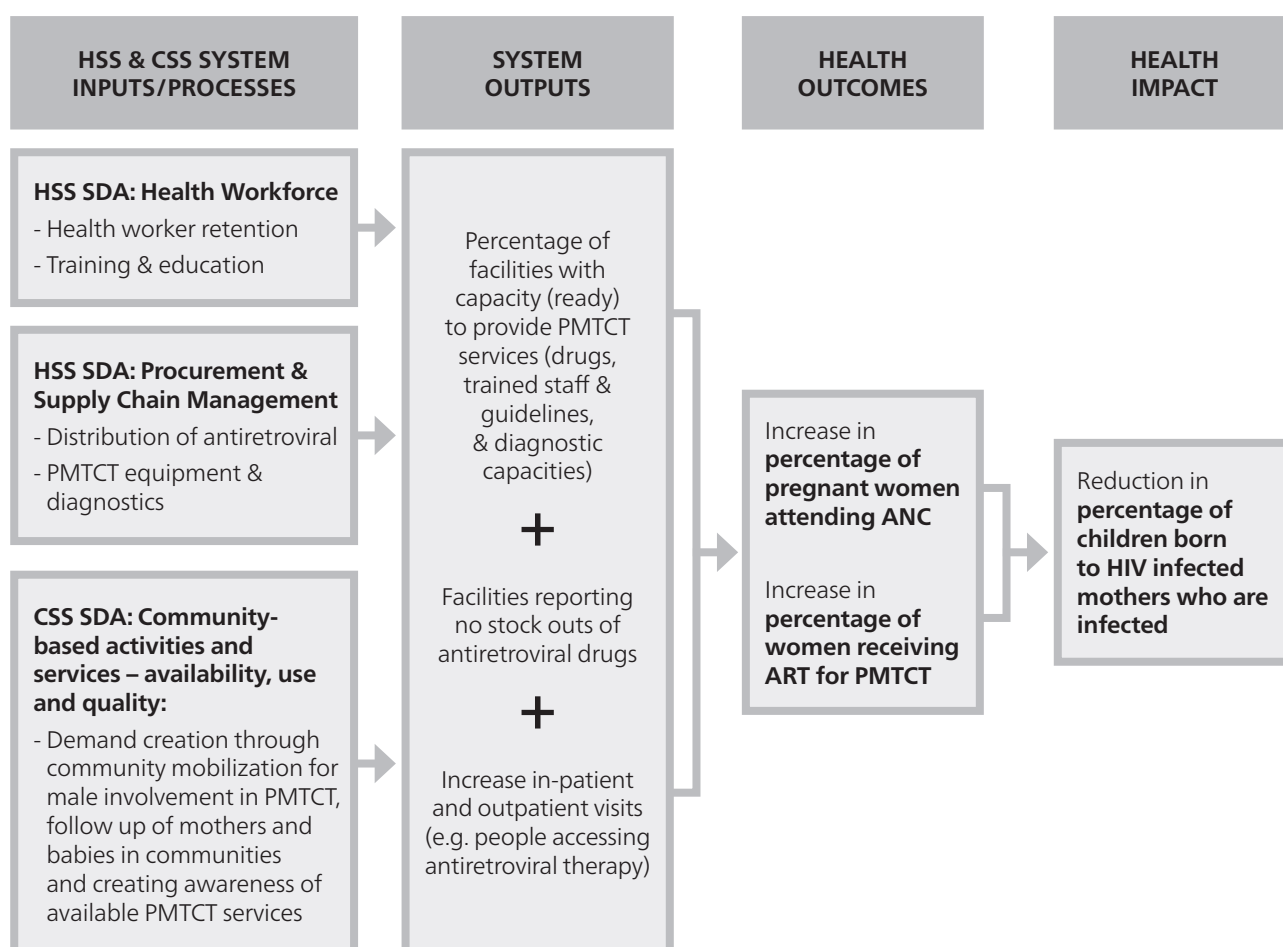 HSS & CSS SYSTEM
INPUTS/PROCESSES
SYSTEM
OUTPUTS
HEALTH
OUTCOMES
HEALTH
IMPACT
HSS SDA: Health Workforce
- Health worker retention
- Training & education
HSS SDA: Procurement &
Supply Chain Management
- Distribution of antiretroviral
- PMTCT equipment &
diagnostics
CSS SDA: Community-
based activities and
services – availability, use
and quality:
- Demand creation through
community mobilization for
male involvement in PMTCT,
follow up of mothers and
babies in communities
and creating awareness of
available PMTCT services
Percentage of
facilities with
capacity (ready)
to provide PMTCT
services (drugs,
trained staff &
guidelines,
& diagnostic
capacities)
+
Facilities reporting
no stock outs of
antiretroviral drugs
+
Increase in-patient
and outpatient visits
(e.g. people accessing
antiretroviral therapy)
Increase in
percentage of
pregnant women
attending ANC
Increase in
percentage of
women receiving
ART for PMTCT
Reduction in
percentage of
children born
to HIV infected
mothers who are
infected